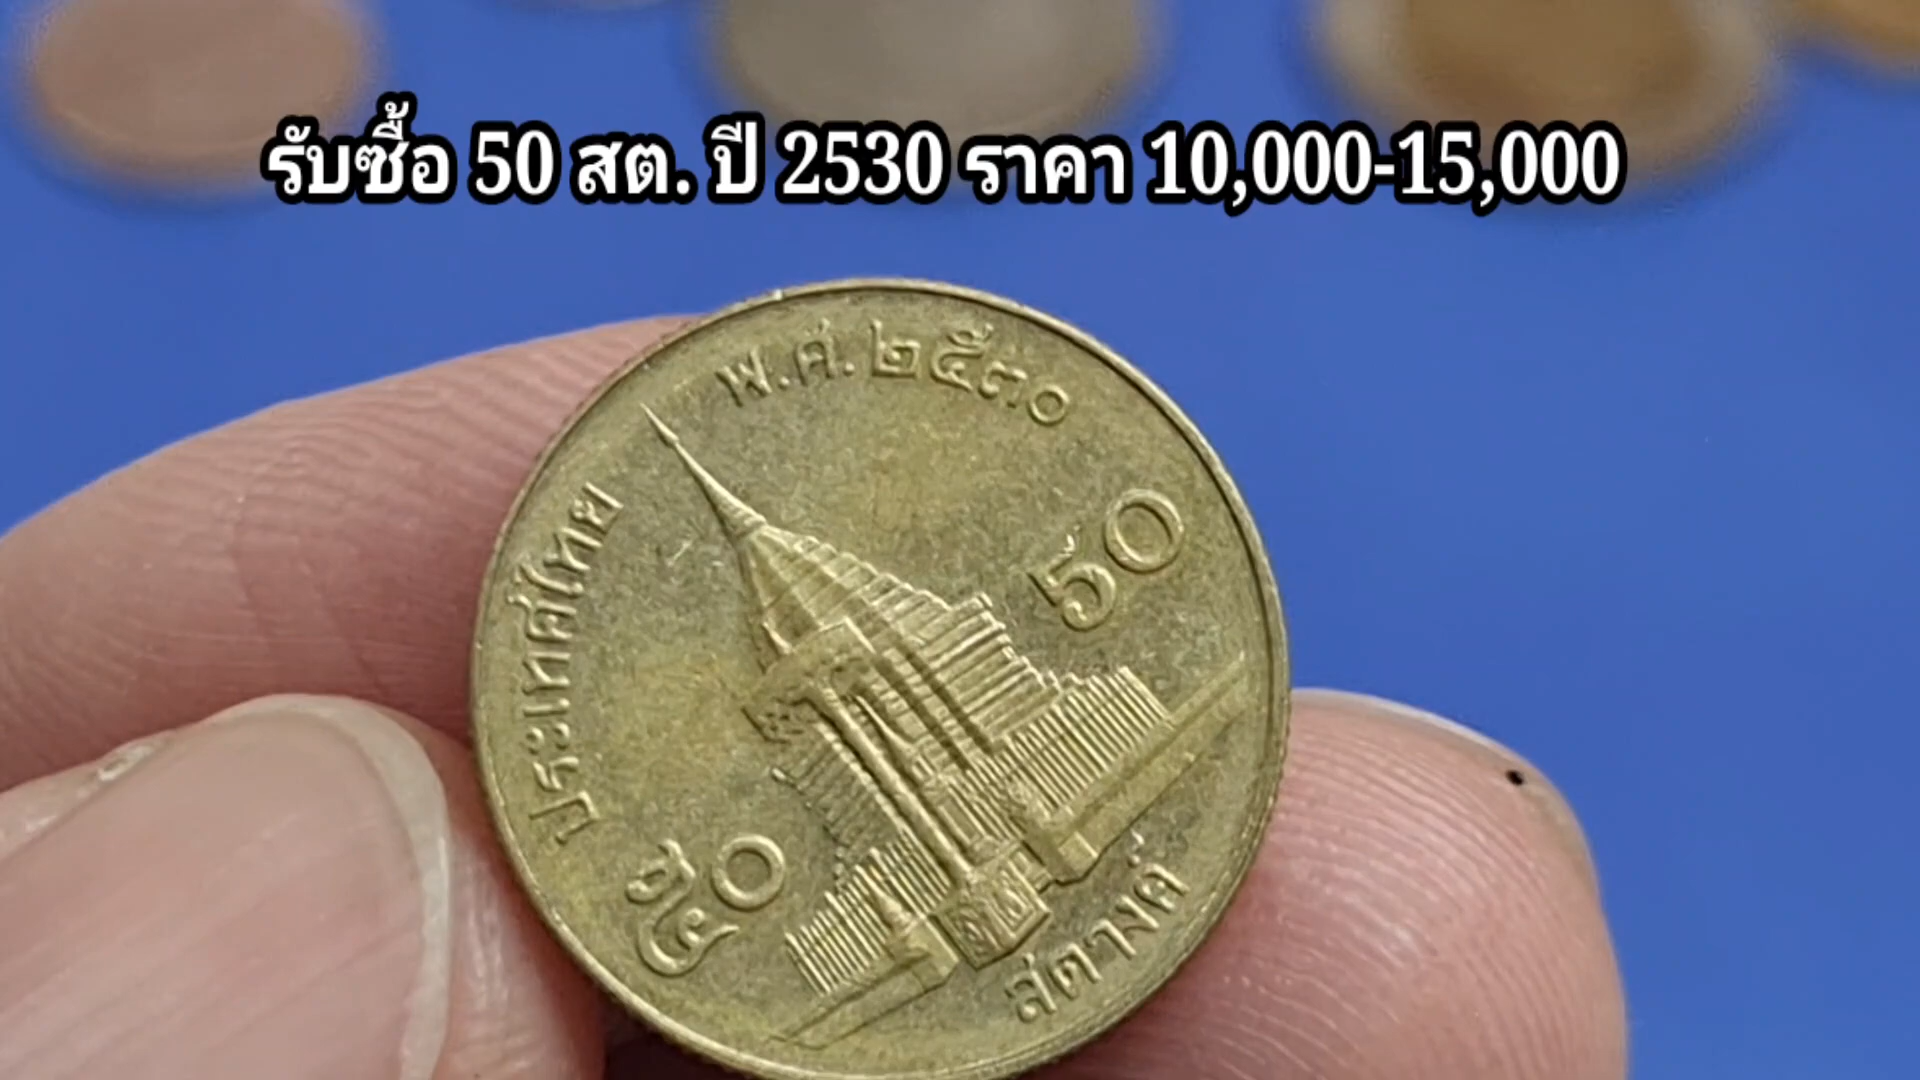 รับซื้อ 50 สต. ปี 2530 ราคา 10,000-15,000
พ.ศ. ๒๕๓๐
ประเทศไทย
50
๕๐
สตางค์